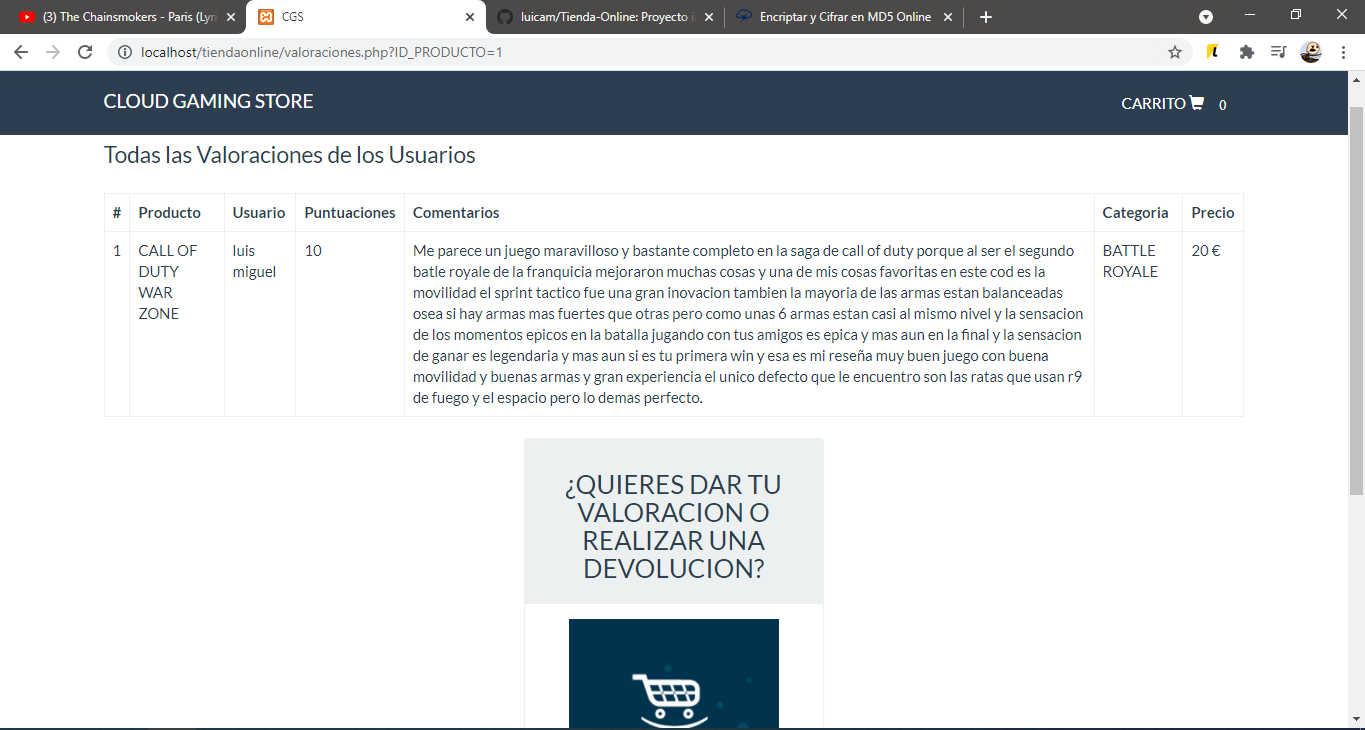 (3) The Chainsmokers - Paris (Lyri
CGS
luicam/Tienda-Online: Proyecto i
Encriptar y Cifrar en MD5 Online
localhost/tiendaonline/valoraciones.php?ID_PRODUCTO=1
CLOUD GAMING STORE
CARRITO 0
Todas las Valoraciones de los Usuarios
# Producto Usuario Puntuaciones Comentarios Categoria Precio
1
CALL OF
DUTY
WAR
ZONE
luis
miguel
10
Me parece un juego maravilloso y bastante completo en la saga de call of duty porque al ser el segundo
batle royale de la franquicia mejoraron muchas cosas y una de mis cosas favoritas en este cod es la
movilidad el sprint tactico fue una gran inovacion tambien la mayoria de las armas estan balanceadas
osea si hay armas mas fuertes que otras pero como unas 6 armas estan casi al mismo nivel y la sensacion
de los momentos epicos en la batalla jugando con tus amigos es epica y mas aun en la final y la sensacion
de ganar es legendaria y mas aun si es tu primera win y esa es mi reseña muy buen juego con buena
movilidad y buenas armas y gran experiencia el unico defecto que le encuentro son las ratas que usan r9
de fuego y el espacio pero lo demas perfecto.
BATTLE
ROYALE
20 €
¿QUIERES DAR TU
VALORACION O
REALIZAR UNA
DEVOLUCION?